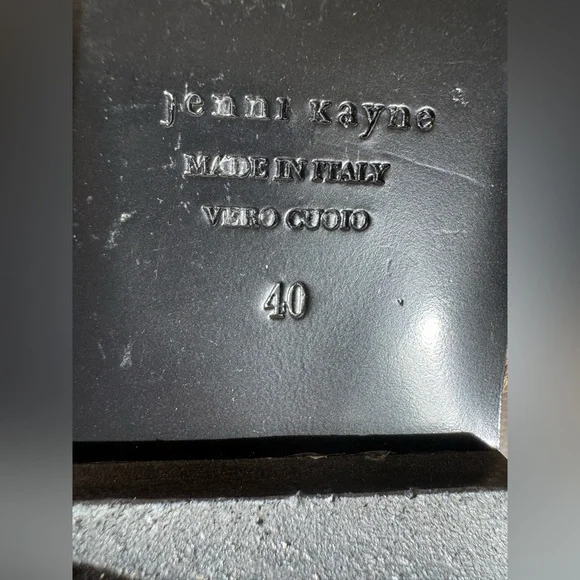 jenni kayne
MADE IN ITALY
VERO CUOIO
40